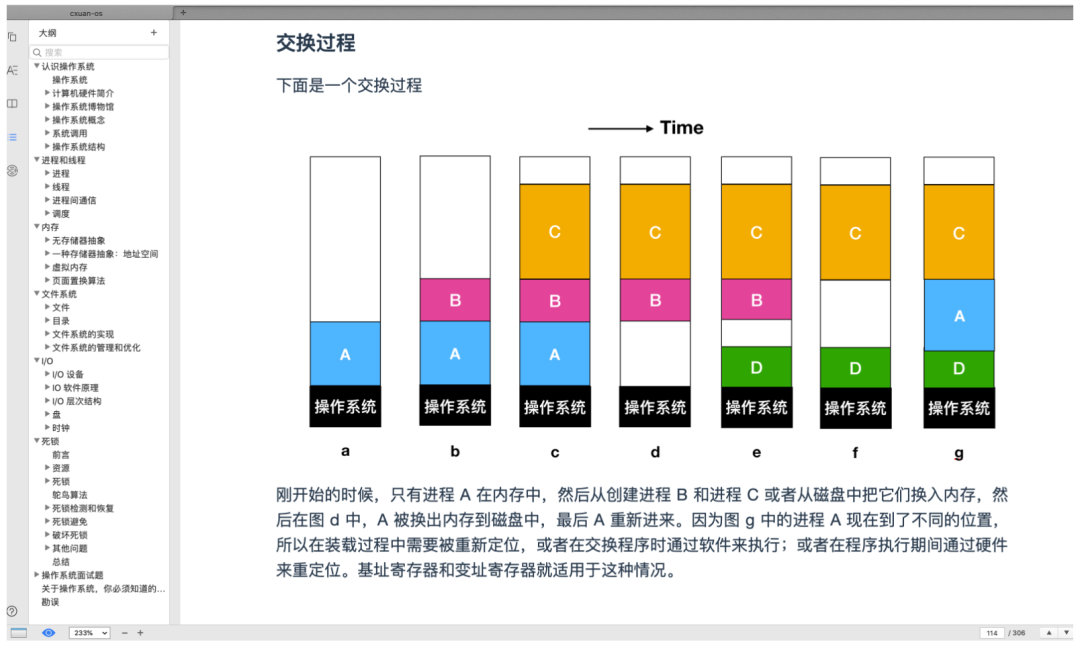 cxuan-os
+
大纲
+
搜索
认识操作系统
操作系统
计算机硬件简介
操作系统博物馆
操作系统概念
系统调用
操作系统结构
进程和线程
进程
线程
进程间通信
调度
内存
无存储器抽象
一种存储器抽象：地址空间
虚拟内存
页面置换算法
文件系统
文件
目录
文件系统的实现
文件系统的管理和优化
I/O
I/O 设备
IO 软件原理
I/O 层次结构
盘
时钟
死锁
前言
资源
死锁
鸵鸟算法
死锁检测和恢复
死锁避免
破坏死锁
其他问题
总结
操作系统面试题
关于操作系统，你必须知道的...
勘误
交换过程
下面是一个交换过程
Time
C C C C C
B B B B A
A A A D D D
操作系统 操作系统 操作系统 操作系统 操作系统 操作系统 操作系统
a b c d e f g
刚开始的时候，只有进程 A 在内存中，然后从创建进程 B 和进程 C 或者从磁盘中把它们换入内存，然
后在图 d 中，A 被换出内存到磁盘中，最后 A 重新进来。因为图 g 中的进程 A 现在到了不同的位置，
所以在装载过程中需要被重新定位，或者在交换程序时通过软件来执行；或者在程序执行期间通过硬件
来重定位。基址寄存器和变址寄存器就适用于这种情况。
233% − +
114 / 306